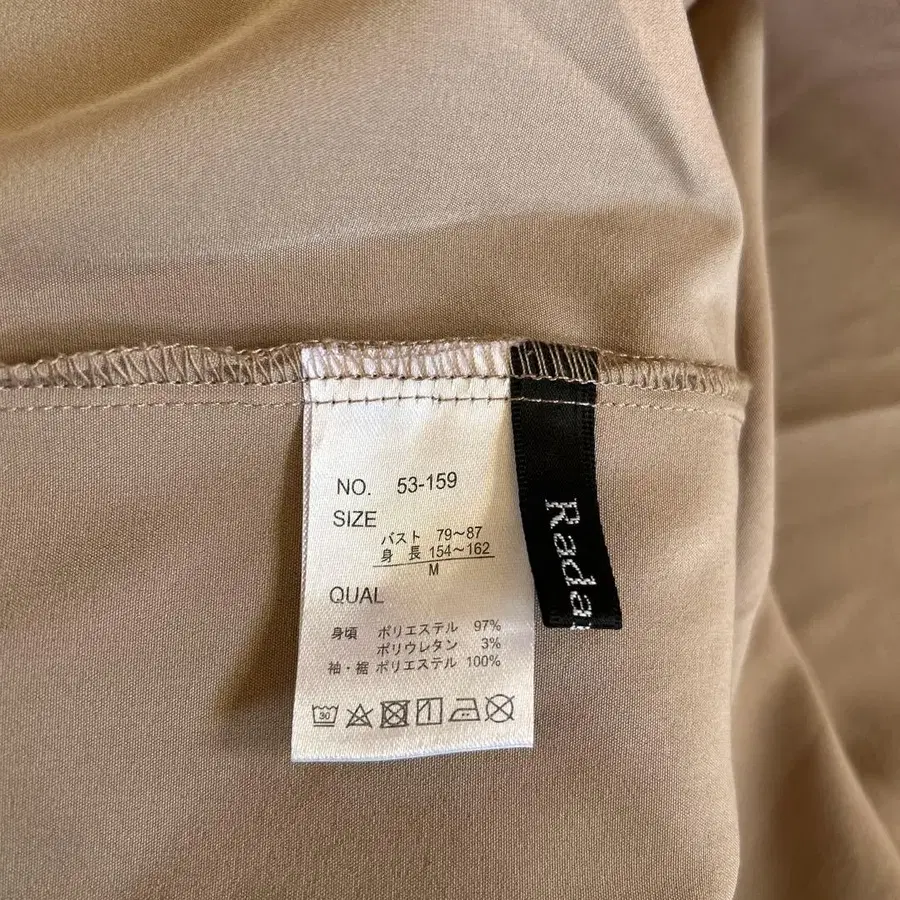 NO. 53-159
SIZE
バスト 79～87
身 長 154～162
M
QUAL
身頃 ポリエステル 97%
ポリウレタン 3%
袖・裾 ポリエステル 100%
30